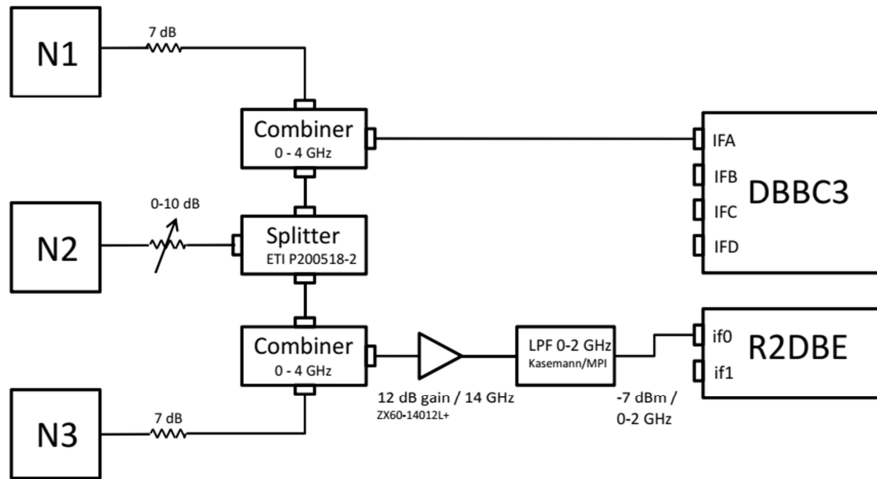 N1
7 dB
Combiner
0 - 4 GHz
IFA
IFB
IFC
IFD
DBBC3
N2
0-10 dB
Splitter
ETI P200518-2
Combiner
0 - 4 GHz
12 dB gain / 14 GHz
ZX60-14012L+
LPF 0-2 GHz
Kasemann/MPI
-7 dBm /
0-2 GHz
if0
if1
R2DBE
N3
7 dB